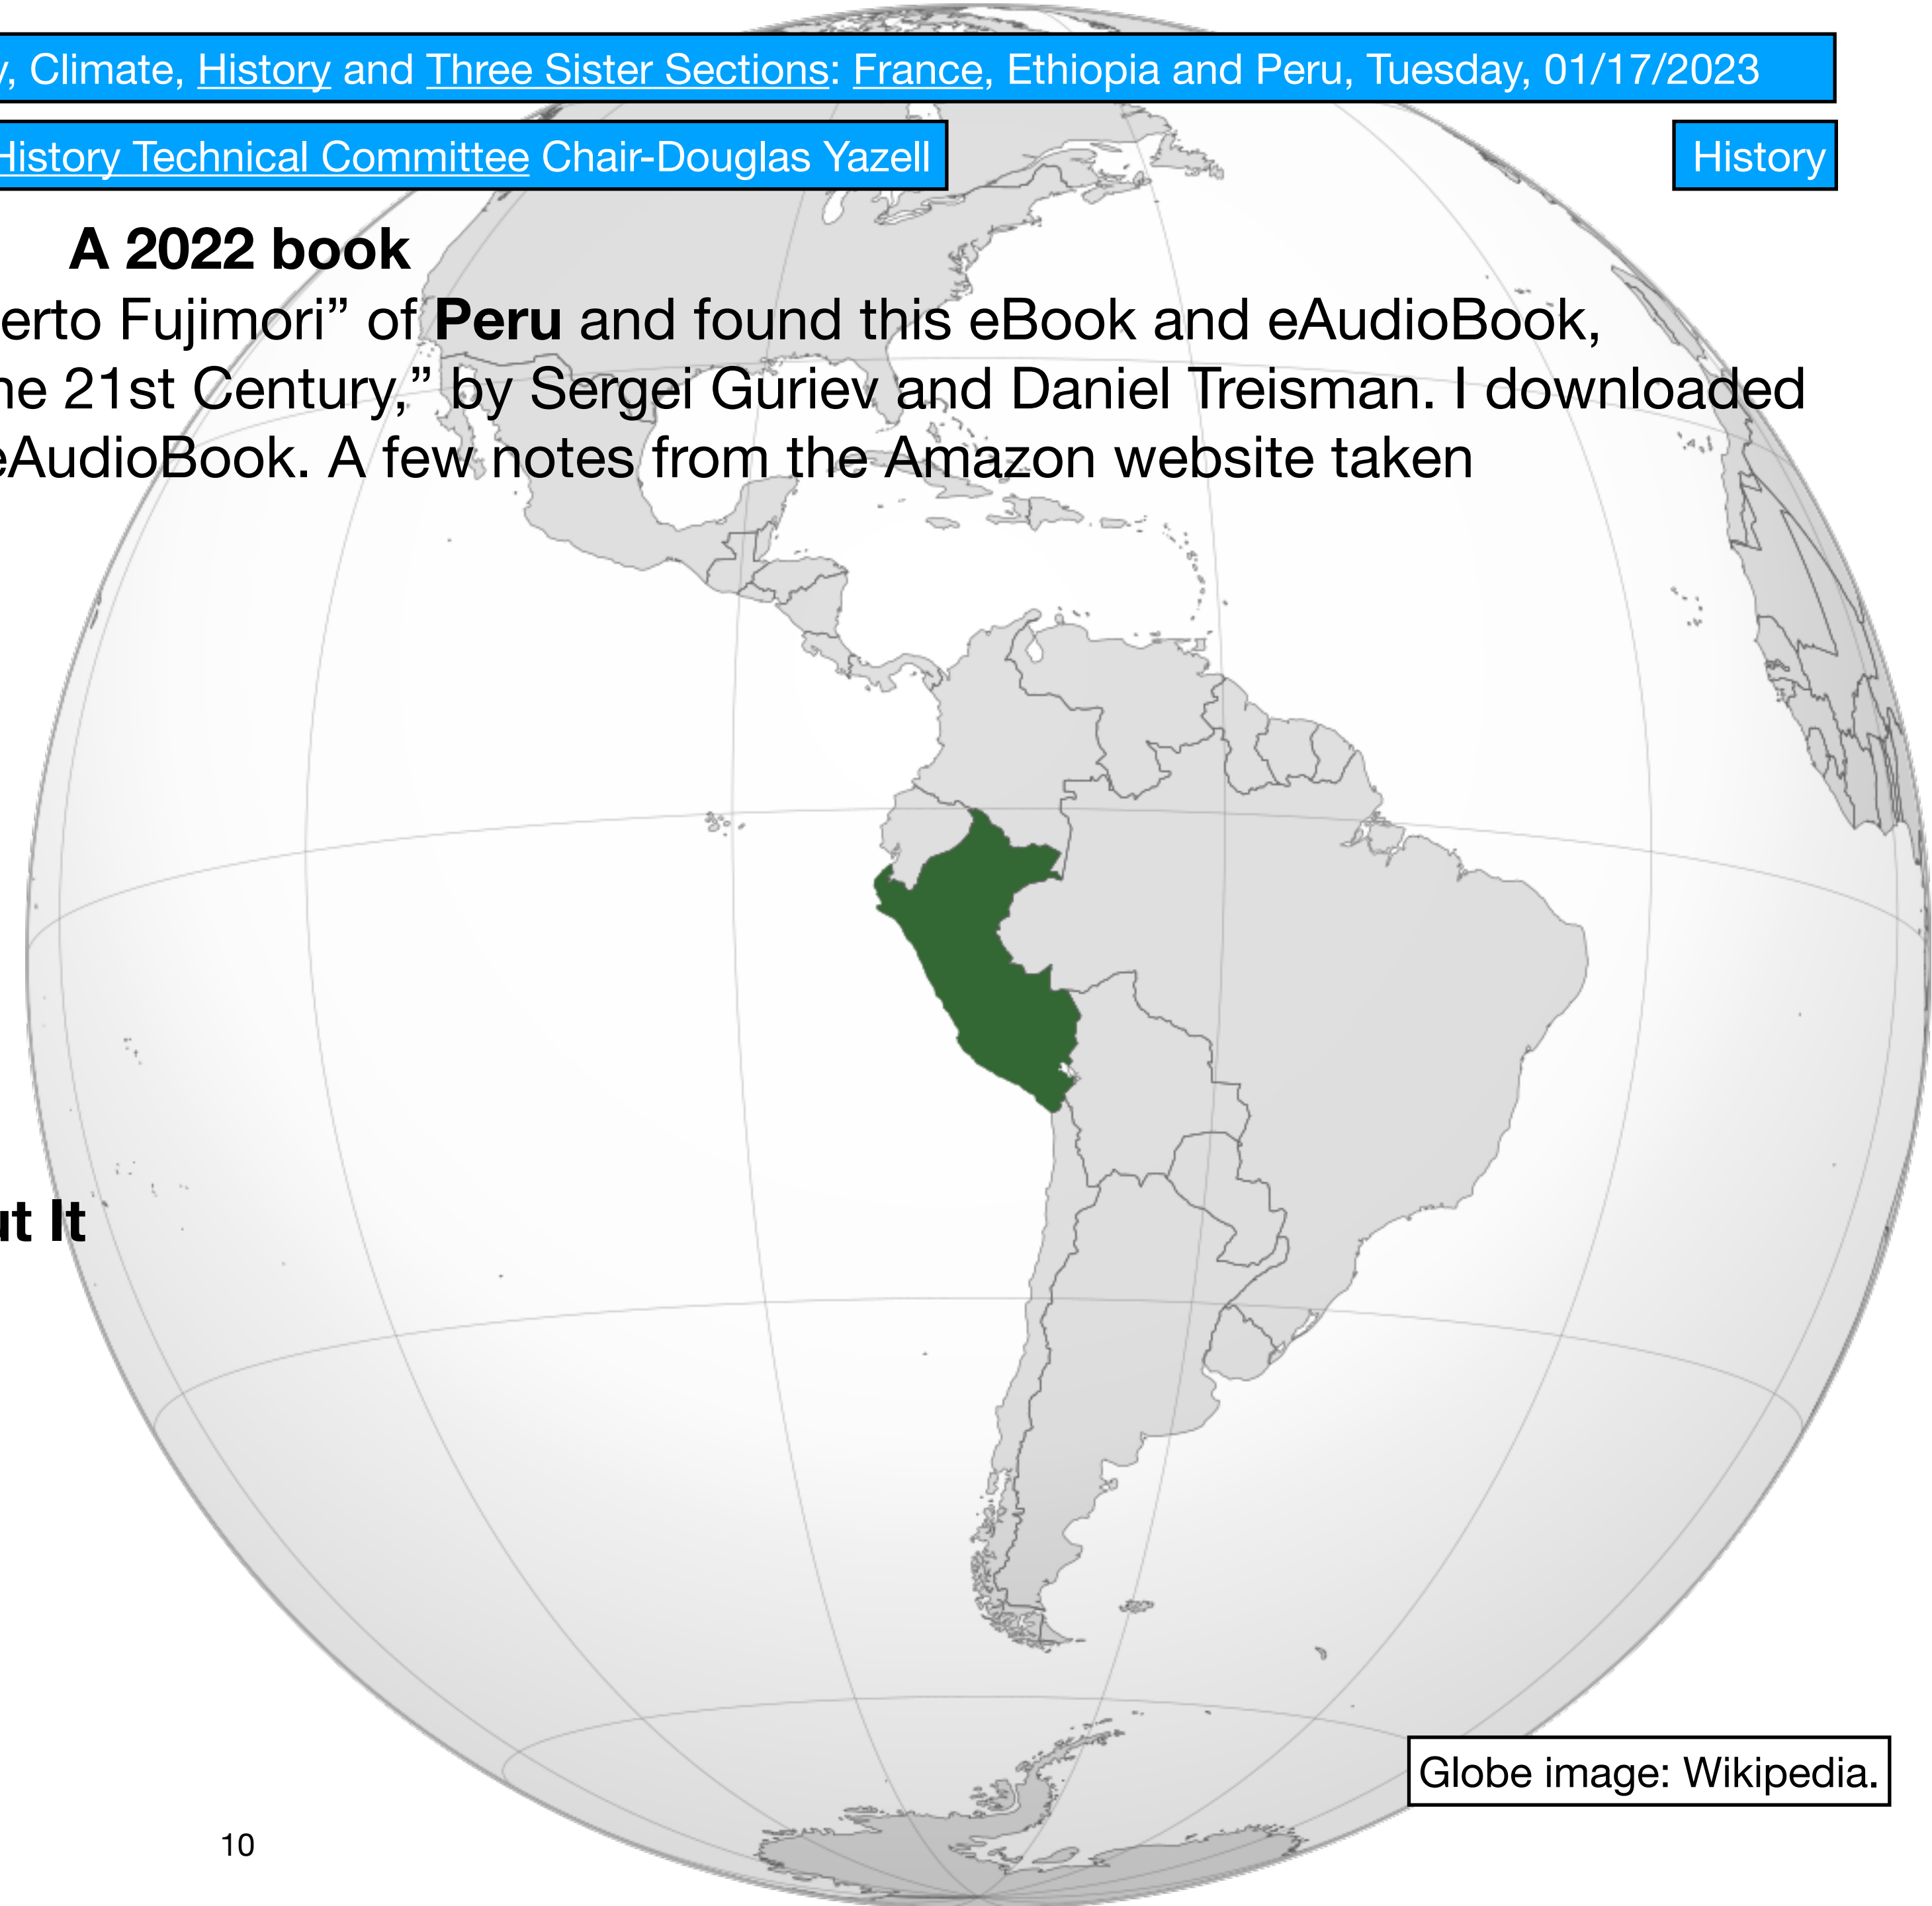 , Climate, History and Three Sister Sections: France, Ethiopia and Peru, Tuesday, 01/17/2023
History Technical Committee Chair-Douglas Yazell
History
A 2022 book
erto Fujimori” of Peru and found this eBook and eAudioBook,
21st Century,” by Sergei Guriev and Daniel Treisman. I downloaded
eAudioBook. A few notes from the Amazon website taken
ut It
Globe image: Wikipedia.
10